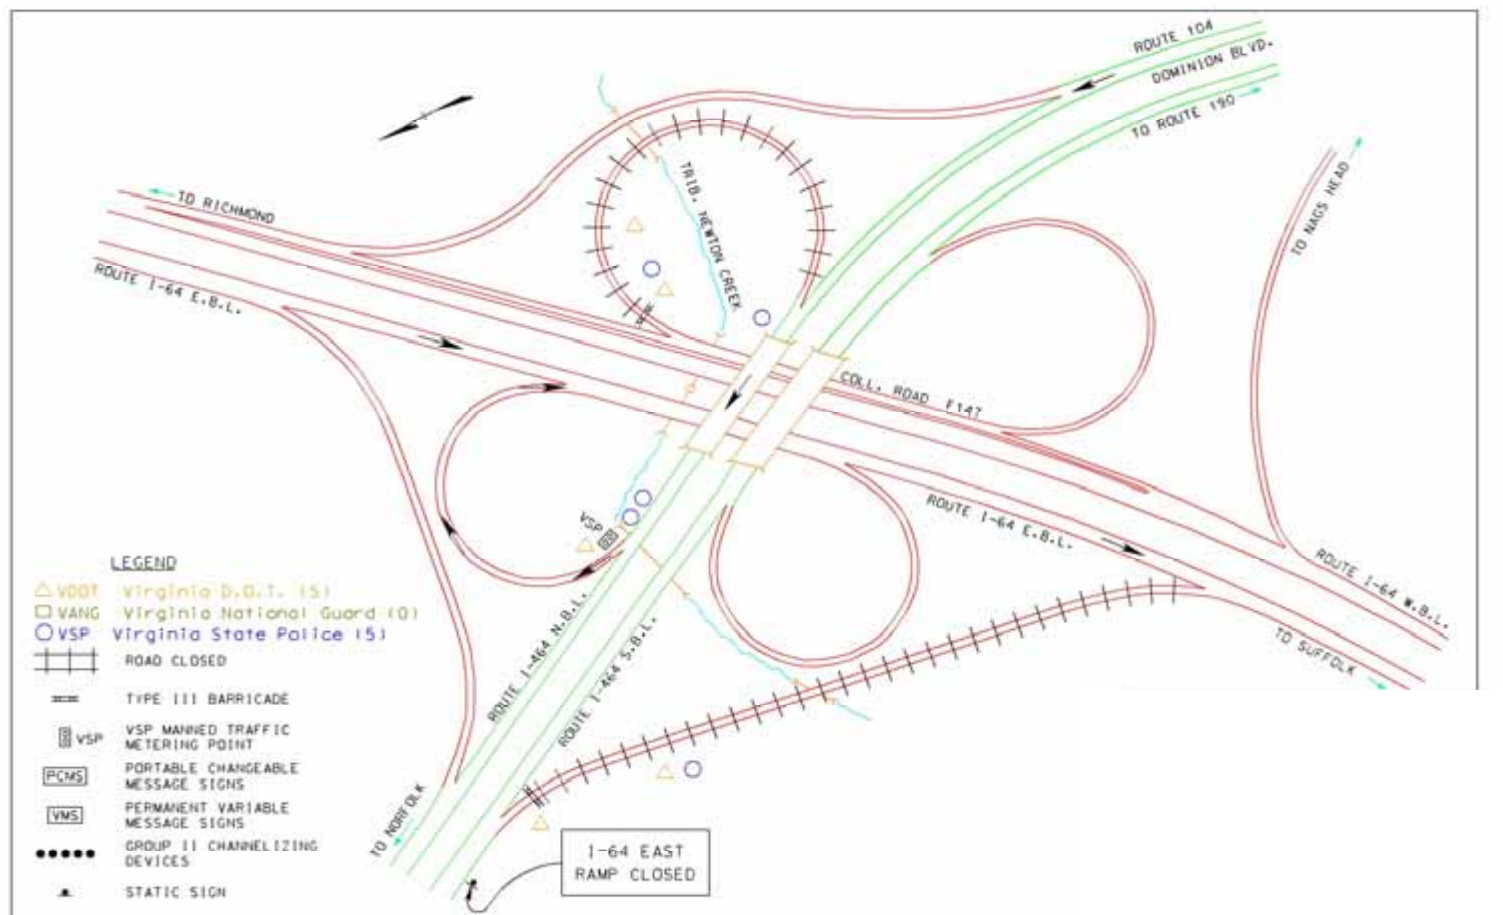 ROUTE 104
DOMINION BLVD.
TO ROUTE 190
TO NAGS HEAD
TRIB. NEWTON CREEK
TO RICHMOND
ROUTE I-64 E.B.L.
COLL. ROAD F147
ROUTE I-64 E.B.L.
VSP
ROUTE I-64 W.B.L.
TO SUFFOLK
ROUTE I-464 N.B.L.
ROUTE I-464 S.B.L.
TO NORFOLK
I-64 EAST
RAMP CLOSED
LEGEND
VDOT Virginia D.O.T. (5)
VANG Virginia National Guard (0)
VSP Virginia State Police (5)
ROAD CLOSED
TYPE III BARRICADE
VSP VSP MANNED TRAFFIC
METERING POINT
PCMS PORTABLE CHANGEABLE
MESSAGE SIGNS
VMS PERMANENT VARIABLE
MESSAGE SIGNS
GROUP II CHANNELIZING
DEVICES
STATIC SIGN